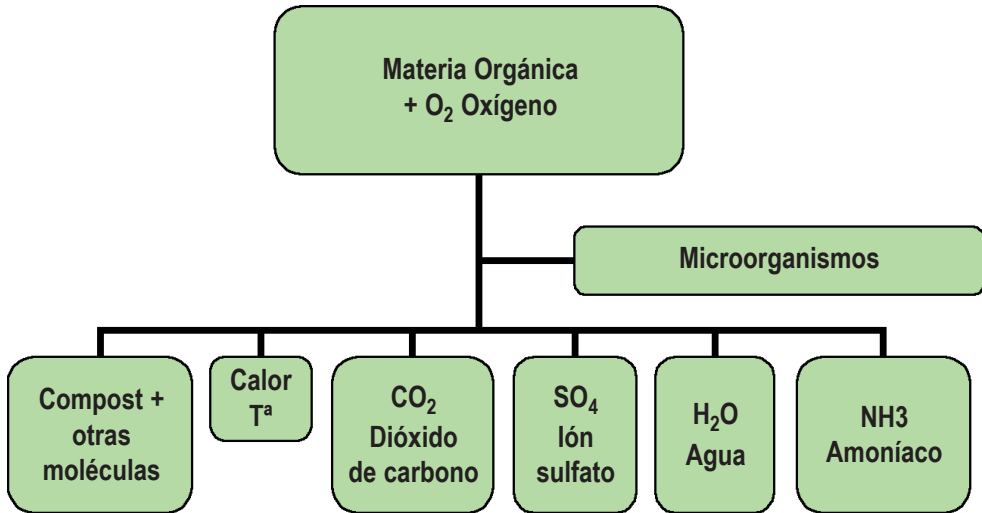 Materia Orgánica
+ O₂ Oxígeno
Microorganismos
Compost +
otras
moléculas
Calor
Tª
CO₂
Dióxido
de carbono
SO₄
Ión
sulfato
H₂O
Agua
NH3
Amoníaco